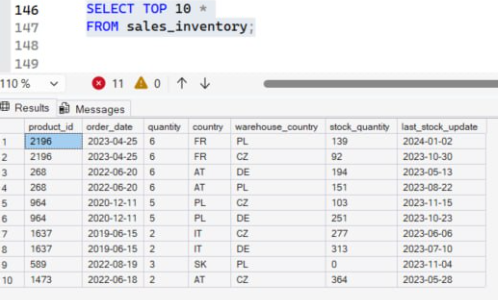 146 SELECT TOP 10 *
147 FROM sales_inventory;
148
149
110 % 11 0
Results Messages
product_id order_date quantity country warehouse_country stock_quantity last_stock_update
1 2196 2023-04-25 6 FR PL 139 2024-01-02
2 2196 2023-04-25 6 FR CZ 92 2023-10-30
3 268 2022-06-20 6 AT DE 194 2023-05-13
4 268 2022-06-20 6 AT PL 151 2023-08-22
5 964 2020-12-11 5 PL CZ 103 2023-11-15
6 964 2020-12-11 5 PL DE 251 2023-10-23
7 1637 2019-06-15 2 IT CZ 277 2023-06-06
8 1637 2019-06-15 2 IT DE 313 2023-07-10
9 589 2022-08-19 3 SK PL 0 2023-11-04
10 1473 2022-06-18 2 AT CZ 364 2023-05-28